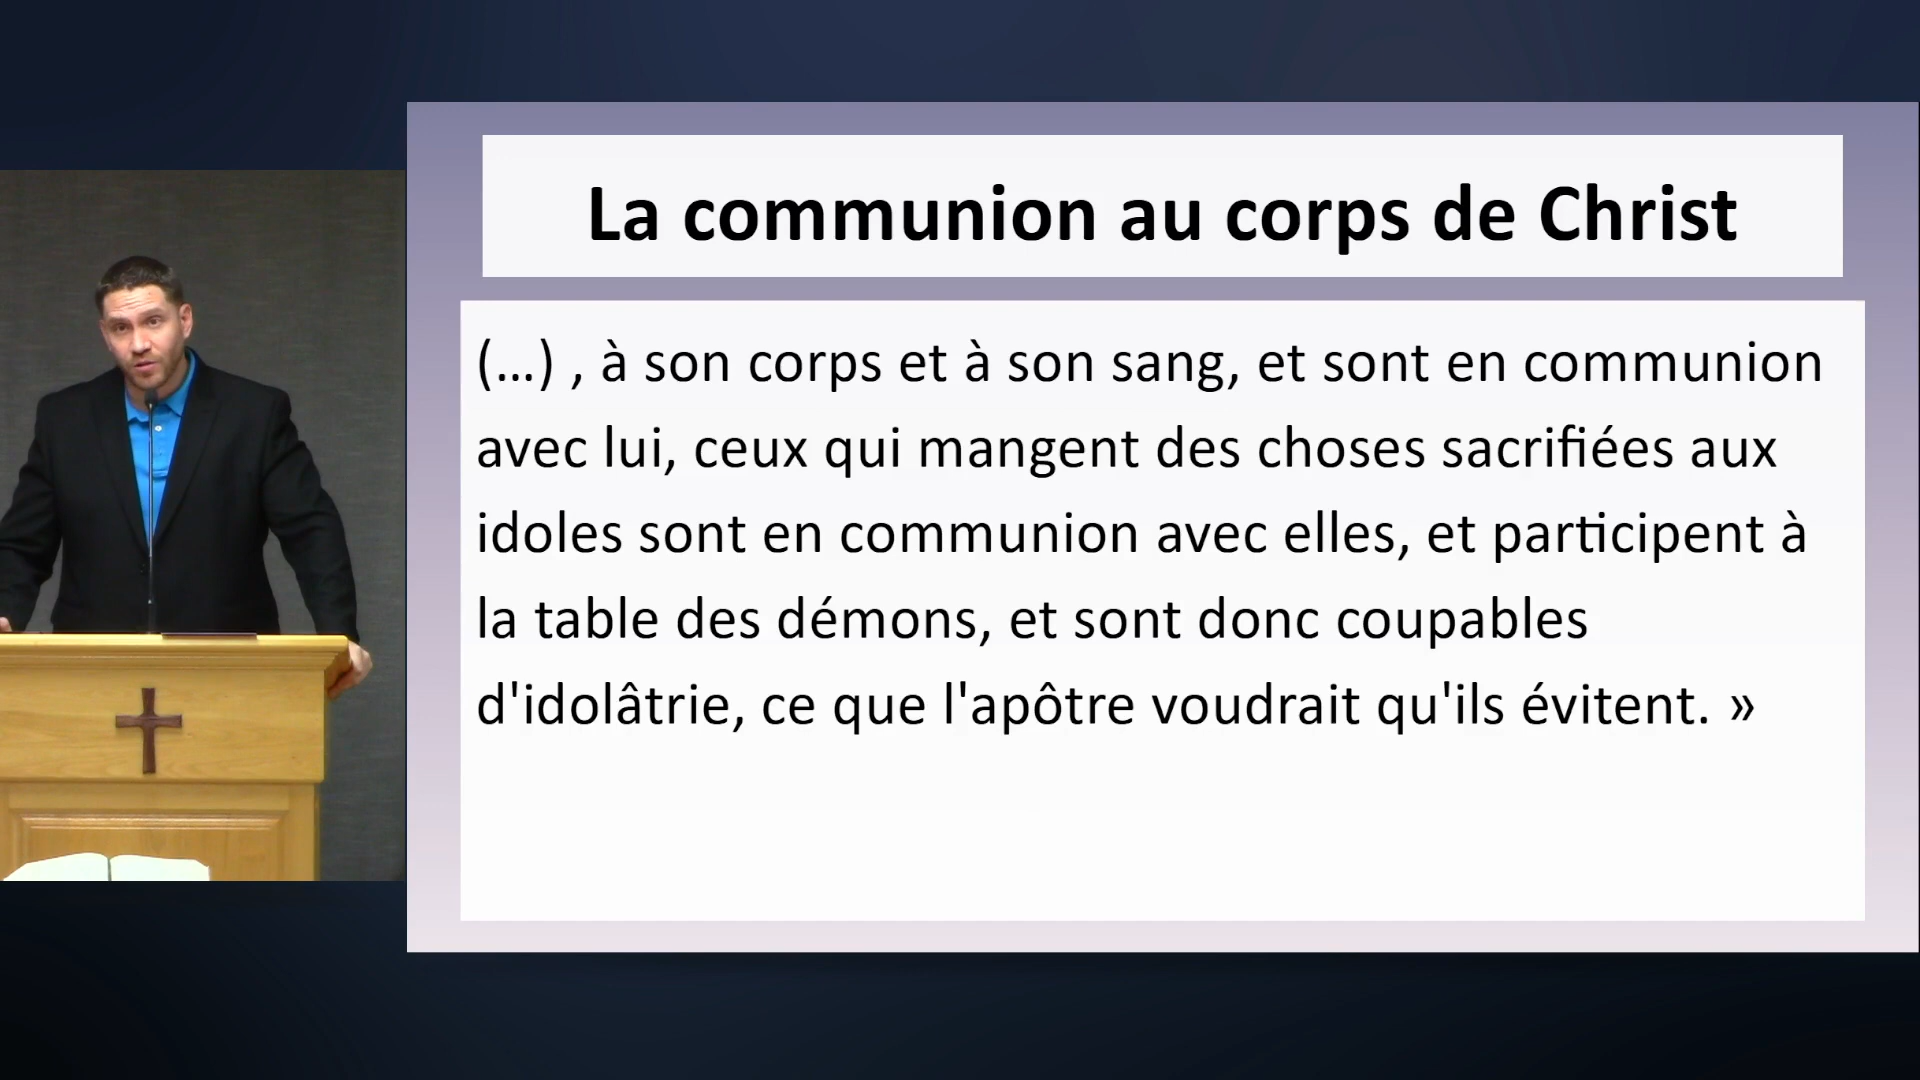 La communion au corps de Christ
(...) , à son corps et à son sang, et sont en communion
avec lui, ceux qui mangent des choses sacrifiées aux
idoles sont en communion avec elles, et participent à
la table des démons, et sont donc coupables
d'idolâtrie, ce que l'apôtre voudrait qu'ils évitent. »